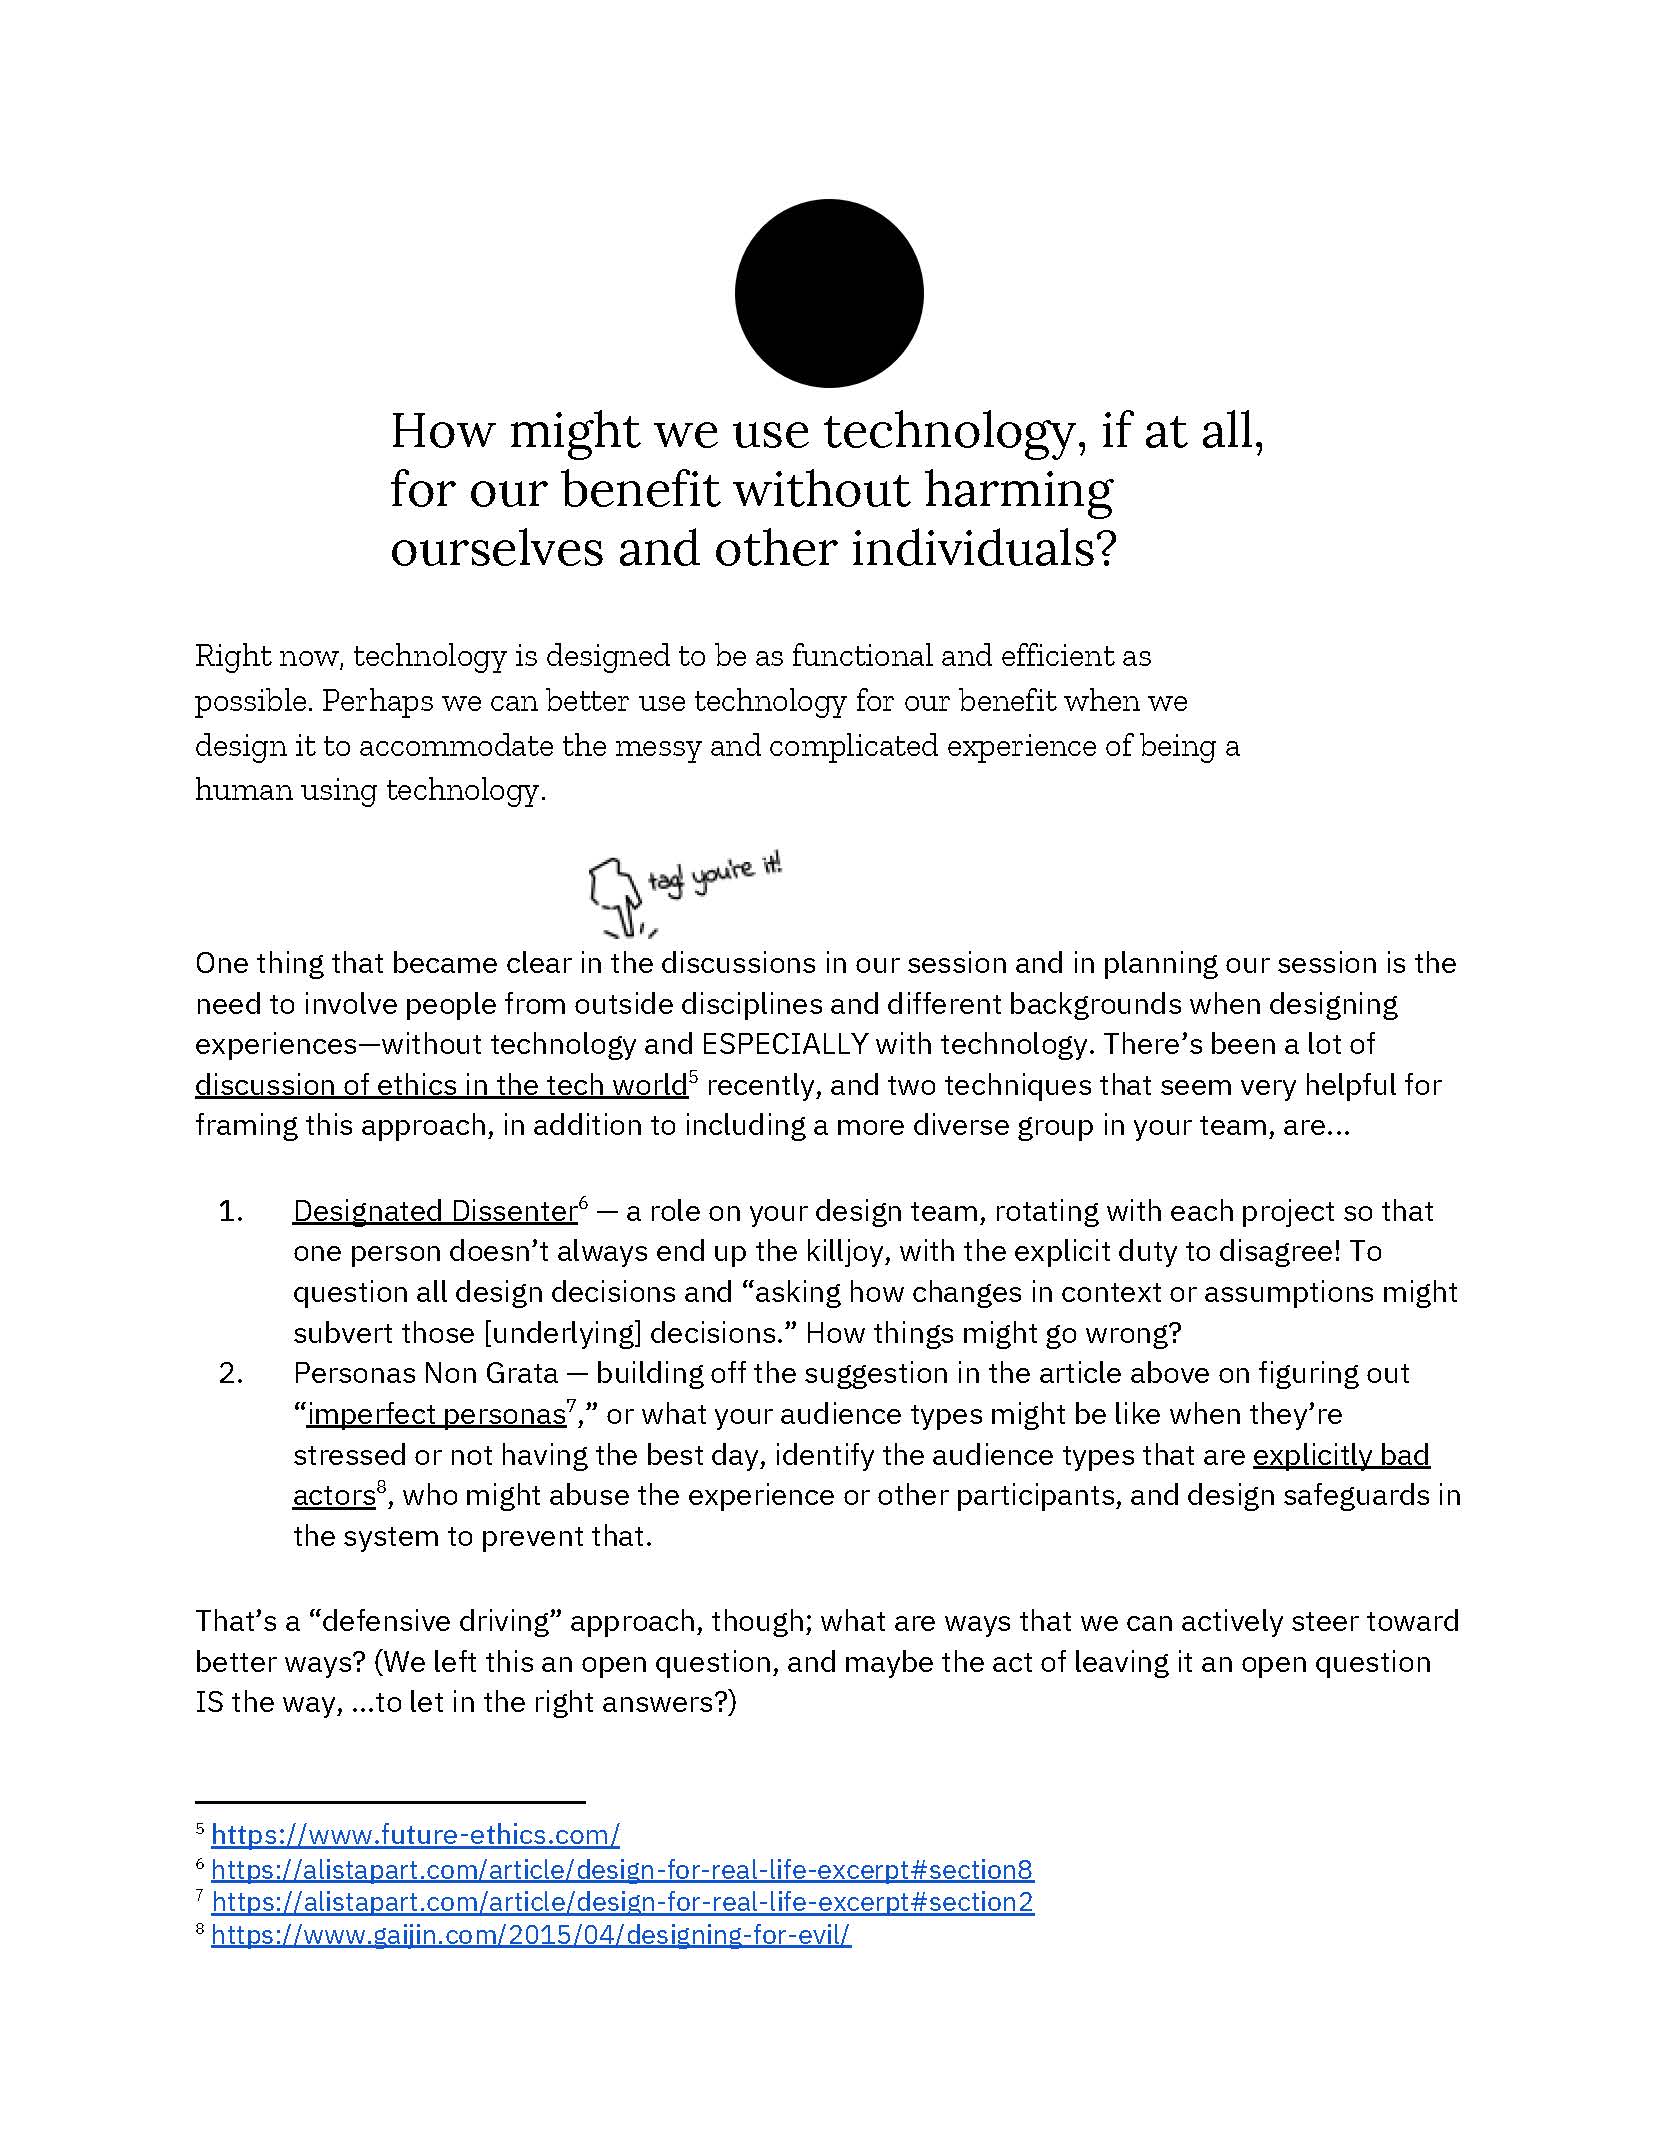 How might we use technology, if at all,
for our benefit without harming
ourselves and other individuals?
Right now, technology is designed to be as functional and efficient as
possible. Perhaps we can better use technology for our benefit when we
design it to accommodate the messy and complicated experience of being a
human using technology.
tag! you're it!
One thing that became clear in the discussions in our session and in planning our session is the
need to involve people from outside disciplines and different backgrounds when designing
experiences—without technology and ESPECIALLY with technology. There’s been a lot of
discussion of ethics in the tech world⁵ recently, and two techniques that seem very helpful for
framing this approach, in addition to including a more diverse group in your team, are...
1. Designated Dissenter⁶ — a role on your design team, rotating with each project so that
one person doesn’t always end up the killjoy, with the explicit duty to disagree! To
question all design decisions and “asking how changes in context or assumptions might
subvert those [underlying] decisions.” How things might go wrong?
2. Personas Non Grata — building off the suggestion in the article above on figuring out
“imperfect personas⁷,” or what your audience types might be like when they’re
stressed or not having the best day, identify the audience types that are explicitly bad
actors⁸, who might abuse the experience or other participants, and design safeguards in
the system to prevent that.
That’s a “defensive driving” approach, though; what are ways that we can actively steer toward
better ways? (We left this an open question, and maybe the act of leaving it an open question
IS the way, ...to let in the right answers?)
⁵ https://www.future-ethics.com/
⁶ https://alistapart.com/article/design-for-real-life-excerpt#section8
⁷ https://alistapart.com/article/design-for-real-life-excerpt#section2
⁸ https://www.gaijin.com/2015/04/designing-for-evil/